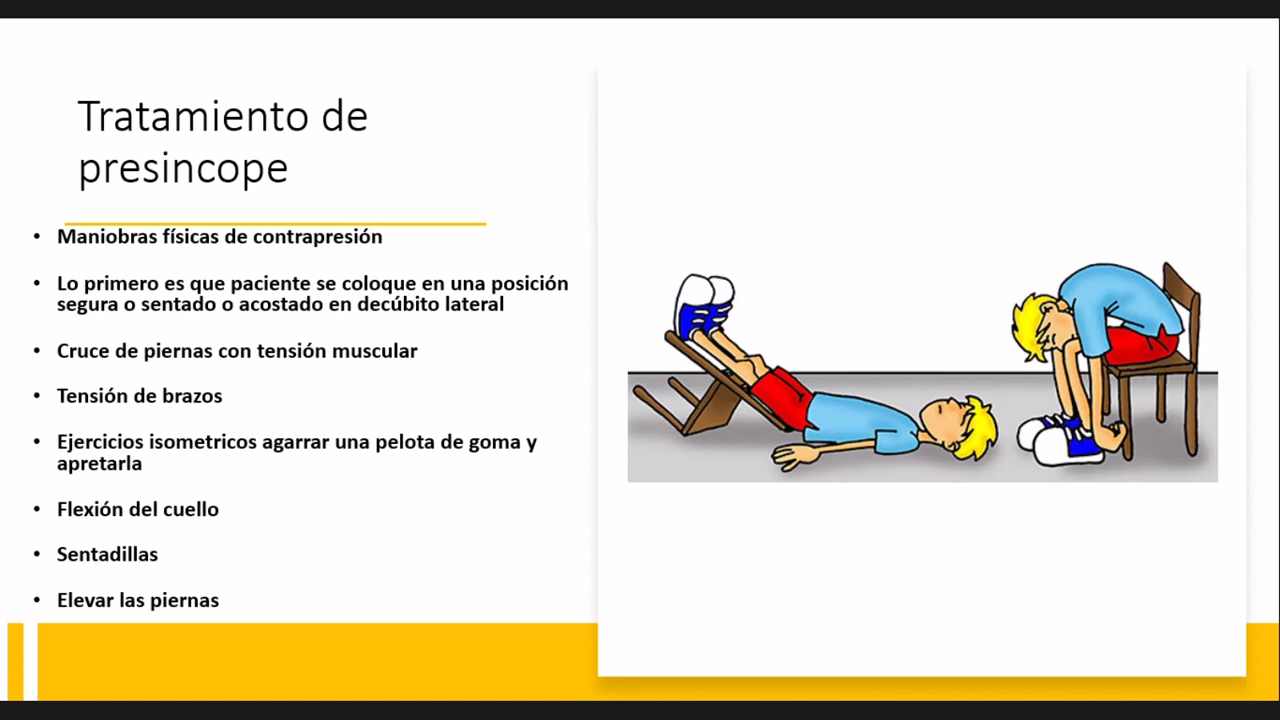 Tratamiento de
presincope
• Maniobras físicas de contrapresión
• Lo primero es que paciente se coloque en una posición
segura o sentado o acostado en decúbito lateral
• Cruce de piernas con tensión muscular
• Tensión de brazos
• Ejercicios isometricos agarrar una pelota de goma y
apretarla
• Flexión del cuello
• Sentadillas
• Elevar las piernas